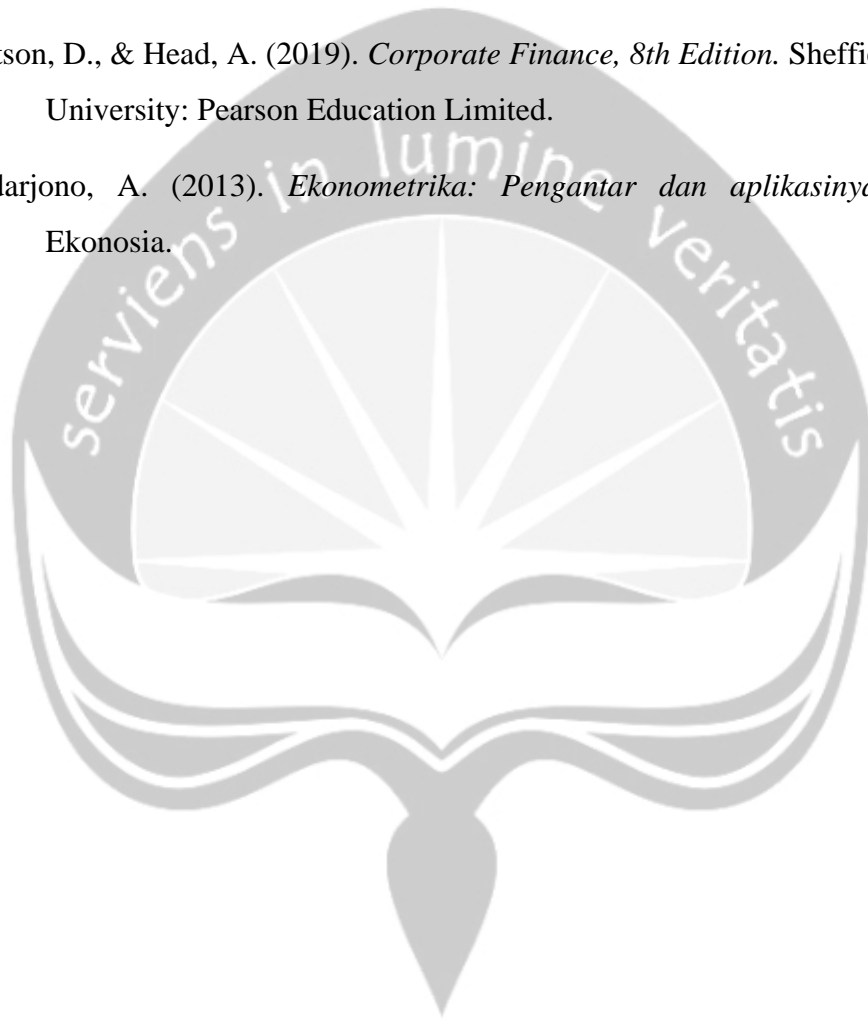 tson, D., & Head, A. (2019). Corporate Finance, 8th Edition. Sheffie
University: Pearson Education Limited.
darjono, A. (2013). Ekonometrika: Pengantar dan aplikasinya
Ekonosia.
serviens in lumine veritatis